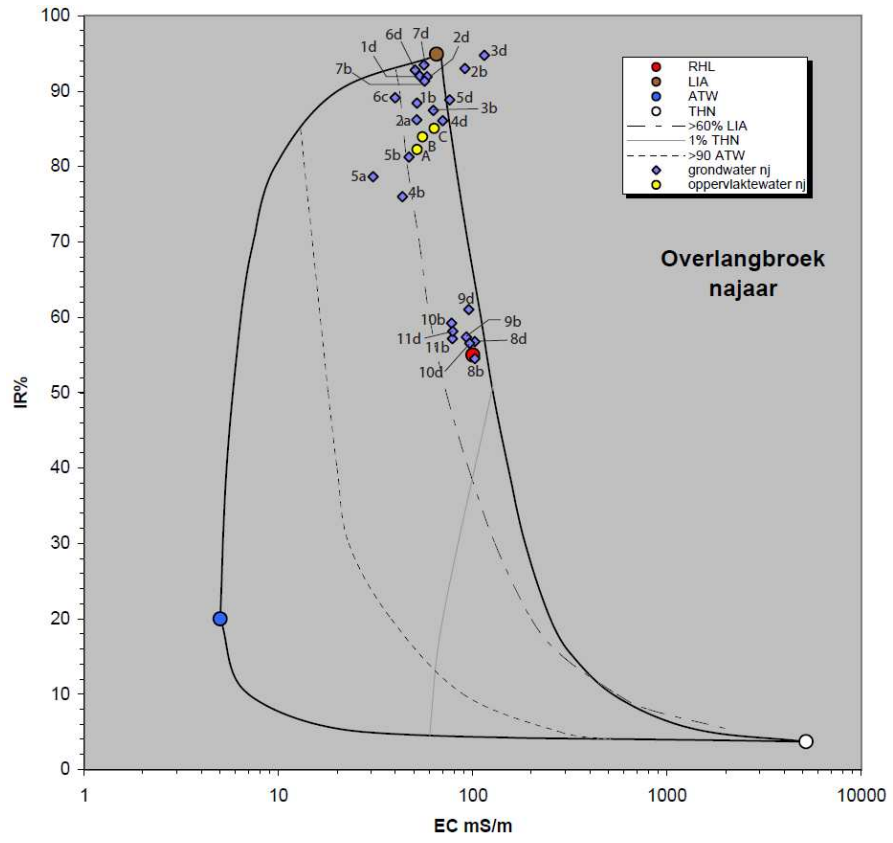 100
90
80
70
60
50
40
30
20
10
0
IR%
1
10
100
1000
10000
EC mS/m
Overlangbroek
najaar
RHL
LIA
ATW
THN
>60% LIA
1% THN
>90 ATW
grondwater nj
oppervlaktewater nj
6d
7d
2d
3d
1d
7b
2b
6c
1b
5d
3b
2a
4d
C
B
A
5b
5a
4b
9d
10b
9b
11d
8d
11b
10d
8b